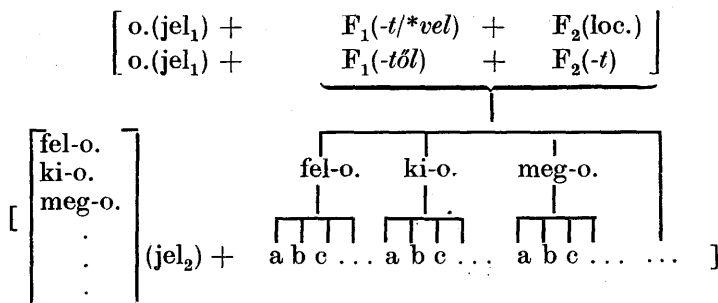 o.(jel₁) + F₁(-t/*vel) + F₂(loc.)
o.(jel₁) + F₁(-től) + F₂(-t)
fel-o.
ki-o.
meg-o.
.
.
.
fel-o. ki-o. meg-o.
[ (jel₂) + a b c ... a b c ... a b c ... ... ]